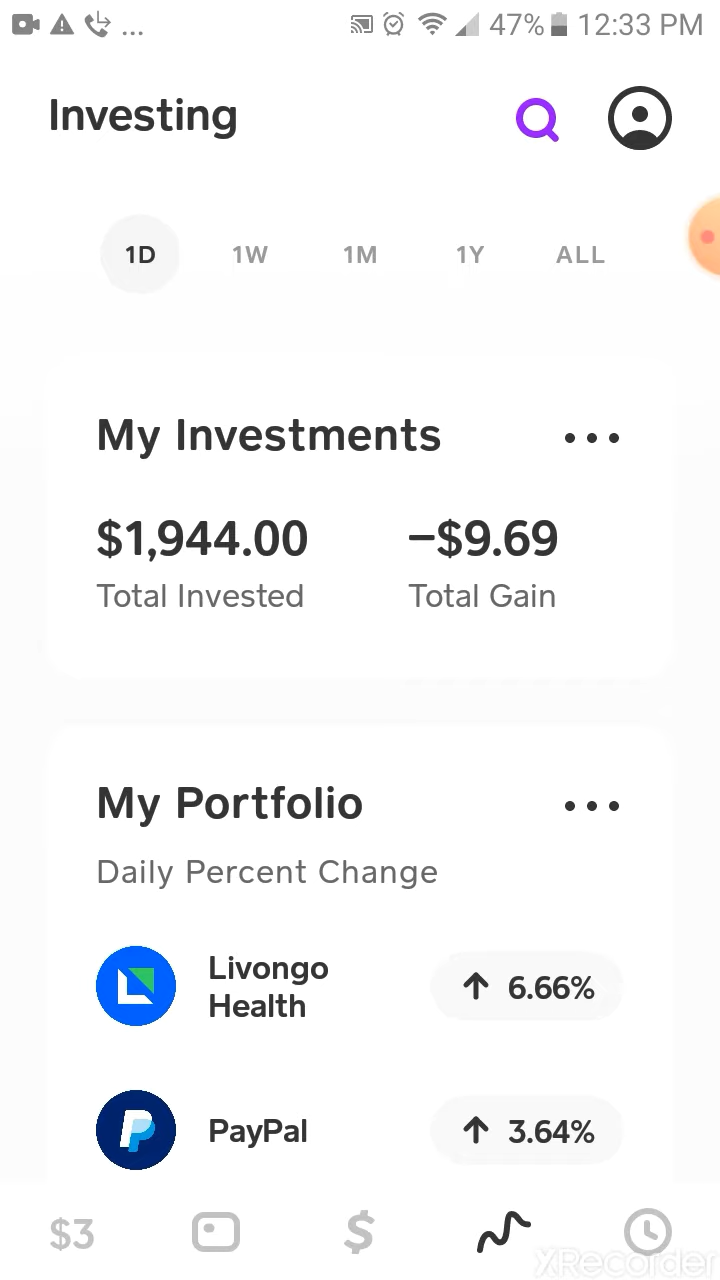 ... 47% 12:33 PM
Investing
1D 1W 1M 1Y ALL
My Investments
$1,944.00 –$9.69
Total Invested Total Gain
My Portfolio
Daily Percent Change
Livongo
Health
6.66%
PayPal 3.64%
$3 $
XRecorder